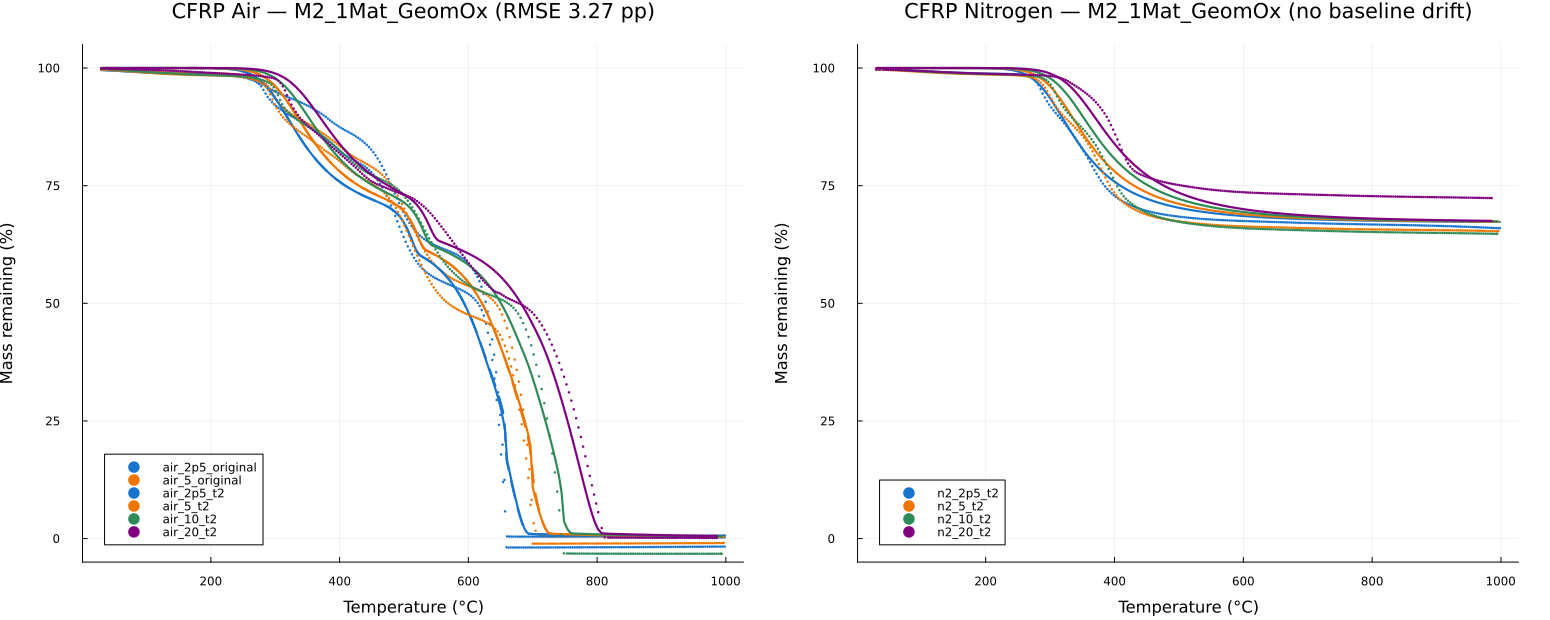 CFRP Air — M2_1Mat_GeomOx (RMSE 3.27 pp)
Mass remaining (%)
100
75
50
25
0
200
400
600
800
1000
Temperature (°C)
air_2p5_original
air_5_original
air_2p5_t2
air_5_t2
air_10_t2
air_20_t2
CFRP Nitrogen — M2_1Mat_GeomOx (no baseline drift)
Mass remaining (%)
100
75
50
25
0
200
400
600
800
1000
Temperature (°C)
n2_2p5_t2
n2_5_t2
n2_10_t2
n2_20_t2